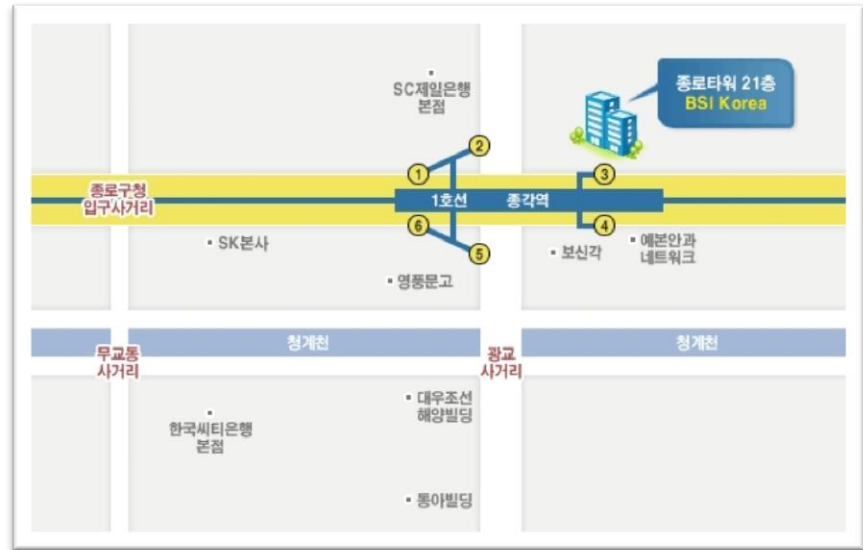 SC제일은행
본점
종로타워 21층
BSI Korea
2
1
3
종로구청
입구사거리
1호선
종각역
6
4
5
SK본사
보신각
예본안과
네트워크
영풍문고
무교동
사거리
청계천
광교
사거리
청계천
대우조선
해양빌딩
한국씨티은행
본점
동아빌딩